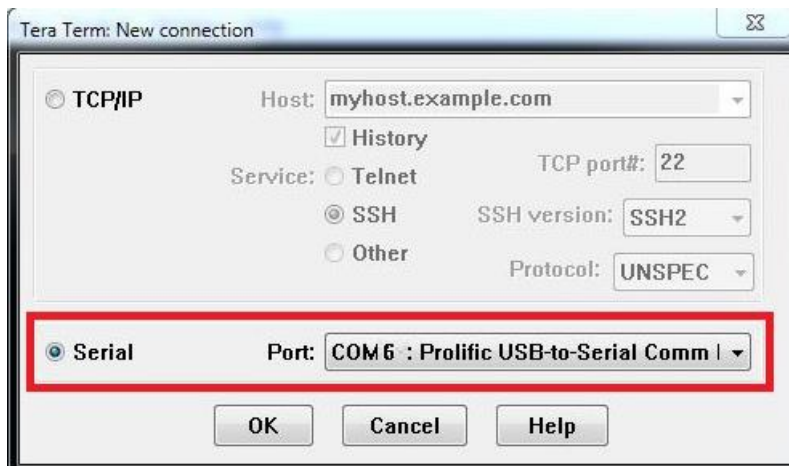 Tera Term: New connection
TCP/IP Host: myhost.example.com
History
Service: Telnet TCP port#: 22
SSH SSH version: SSH2
Other Protocol: UNSPEC
Serial Port: COM6 : Prolific USB-to-Serial Comm
OK Cancel Help